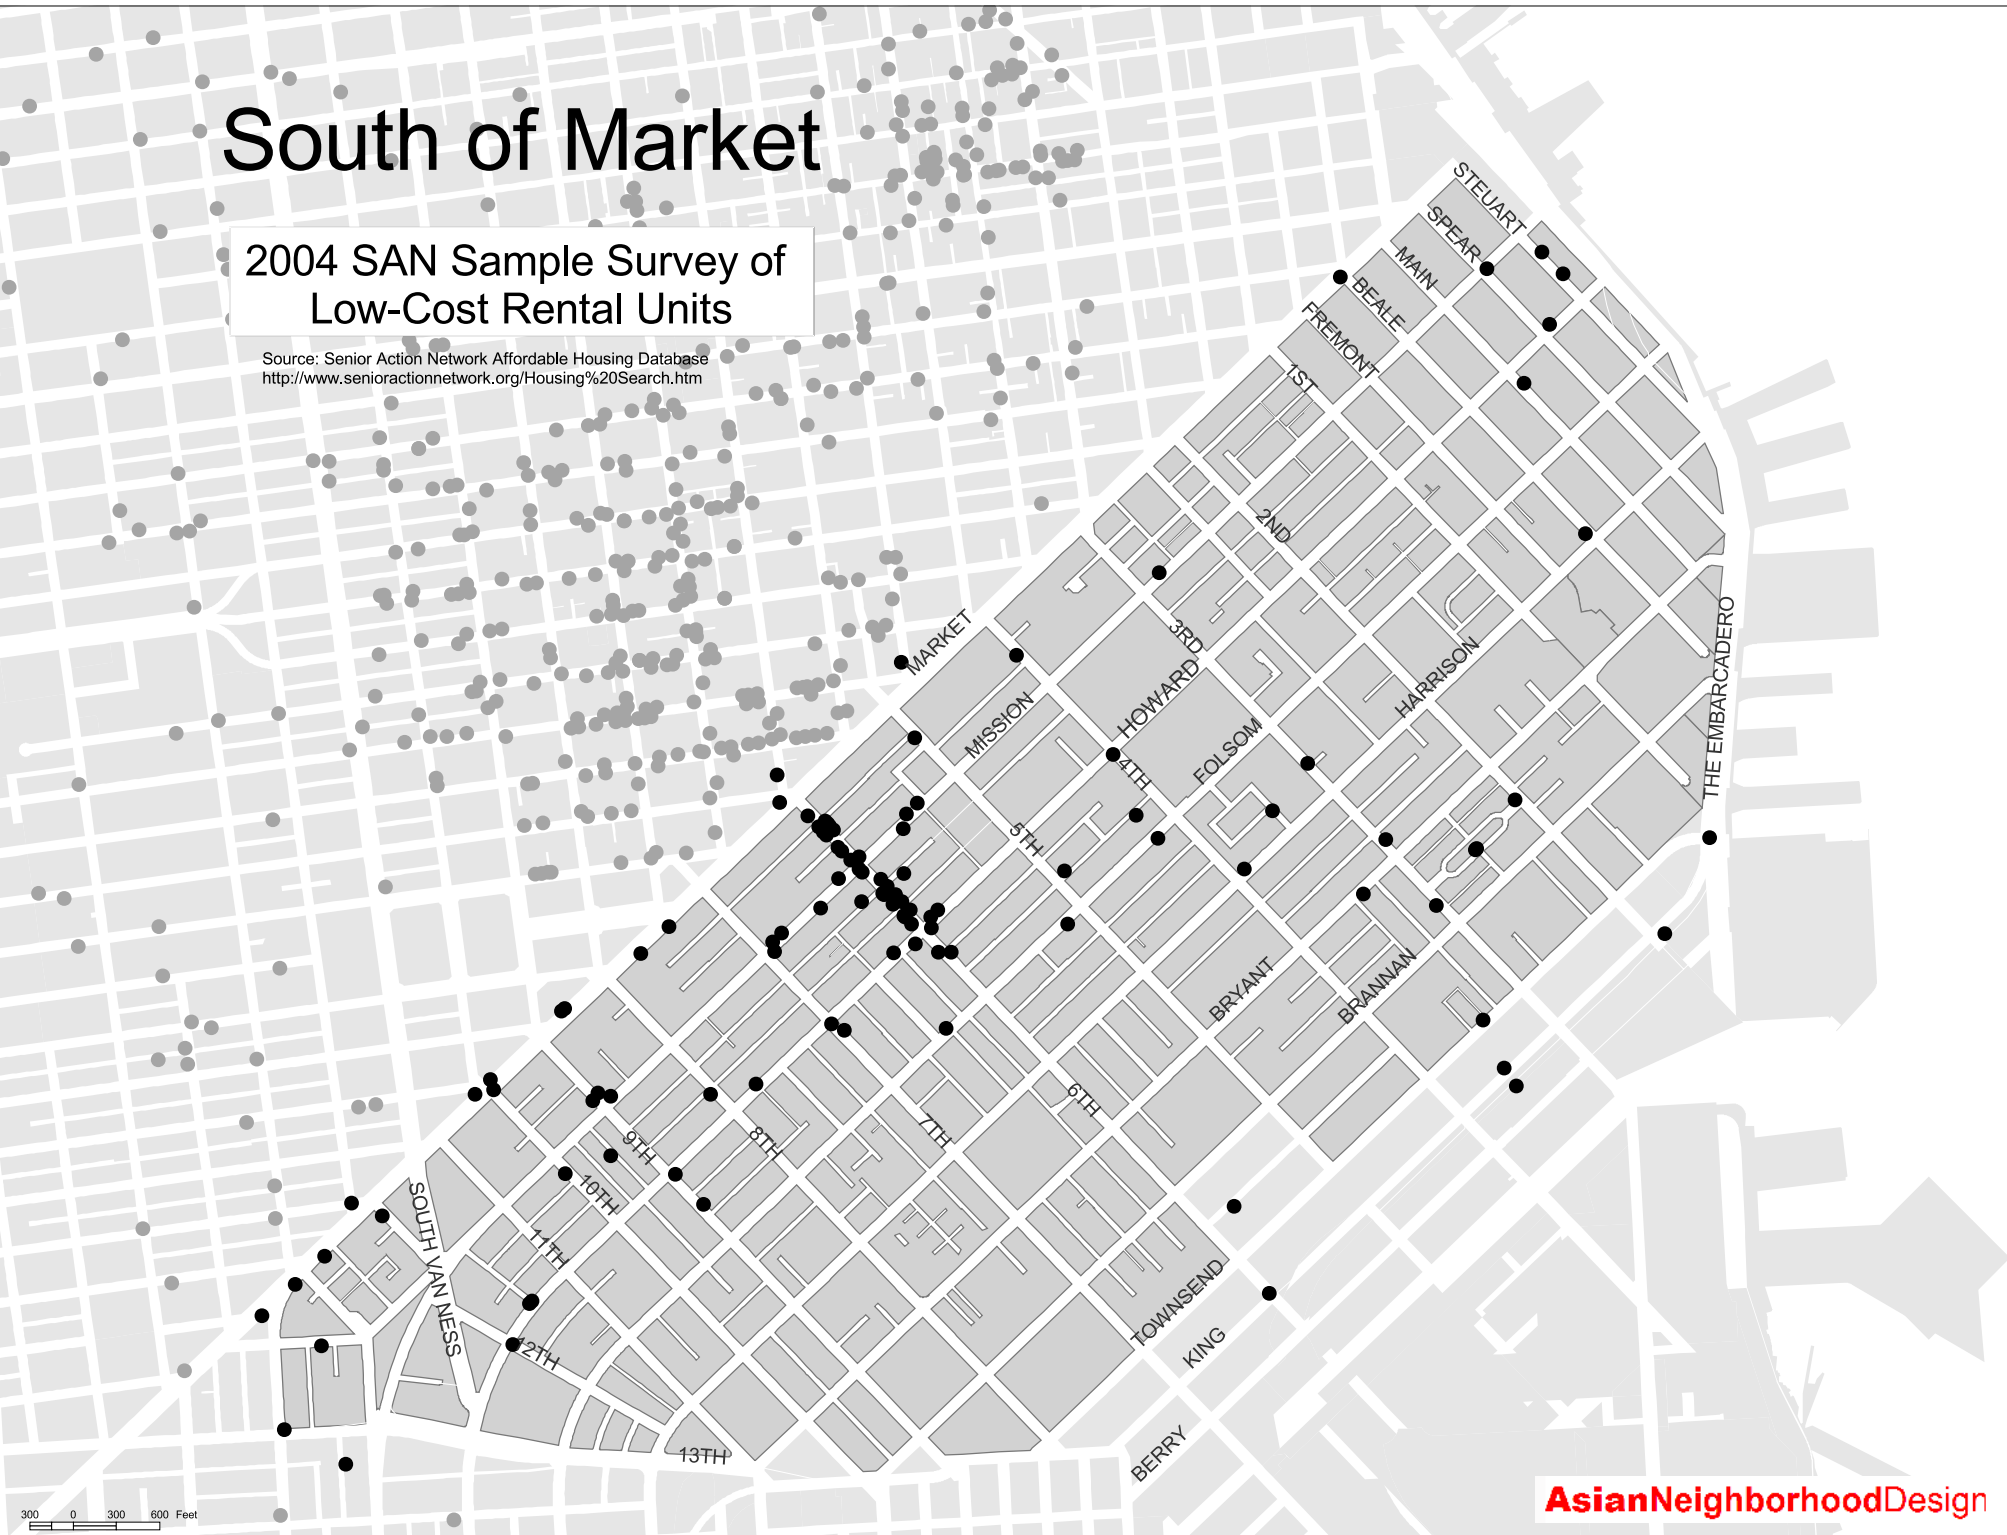 South of Market
2004 SAN Sample Survey of
Low-Cost Rental Units
Source: Senior Action Network Affordable Housing Database
http://www.senioractionnetwork.org/Housing%20Search.htm
STEUART
SPEAR
MAIN
BEALE
FREMONT
1ST
2ND
3RD
MARKET
MISSION
HOWARD
FOLSOM
HARRISON
THE EMBARCADERO
4TH
5TH
BRYANT
BRANNAN
6TH
7TH
8TH
9TH
10TH
11TH
SOUTH VAN NESS
12TH
13TH
TOWNSEND
KING
BERRY
300 0 300 600 Feet
AsianNeighborhoodDesign